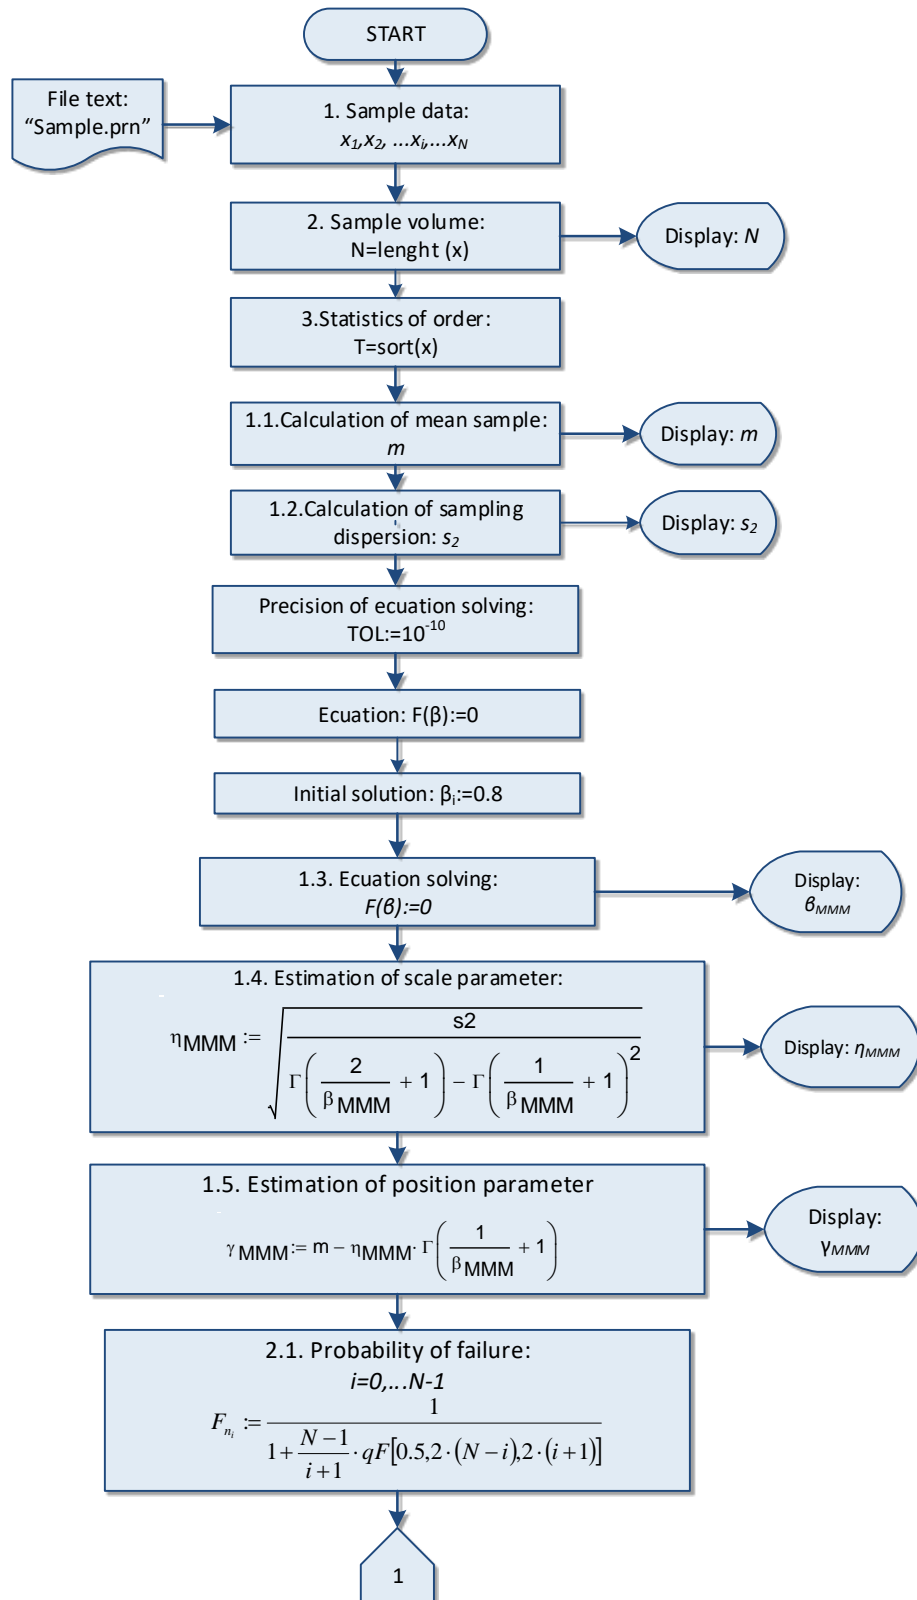 START
File text:
“Sample.prn”
1. Sample data:
x1,x2, ...xi,...xN
2. Sample volume:
N=lenght (x)
Display: N
3.Statistics of order:
T=sort(x)
1.1.Calculation of mean sample:
m
Display: m
1.2.Calculation of sampling
dispersion: s2
Display: s2
Precision of ecuation solving:
TOL:=10^-10
Ecuation: F(β):=0
Initial solution: βi:=0.8
1.3. Ecuation solving:
F(β):=0
Display:
βMMM
1.4. Estimation of scale parameter:
ηMMM := √(s2 / (Γ(2/βMMM + 1) − Γ(1/βMMM + 1)^2))
Display: ηMMM
1.5. Estimation of position parameter
γMMM := m − ηMMM· Γ(1/βMMM + 1)
Display:
γMMM
2.1. Probability of failure:
i=0,...N-1
Fni := 1 / (1 + (N−1)/(i+1) · qF[0.5,2·(N−i),2·(i+1)])
1